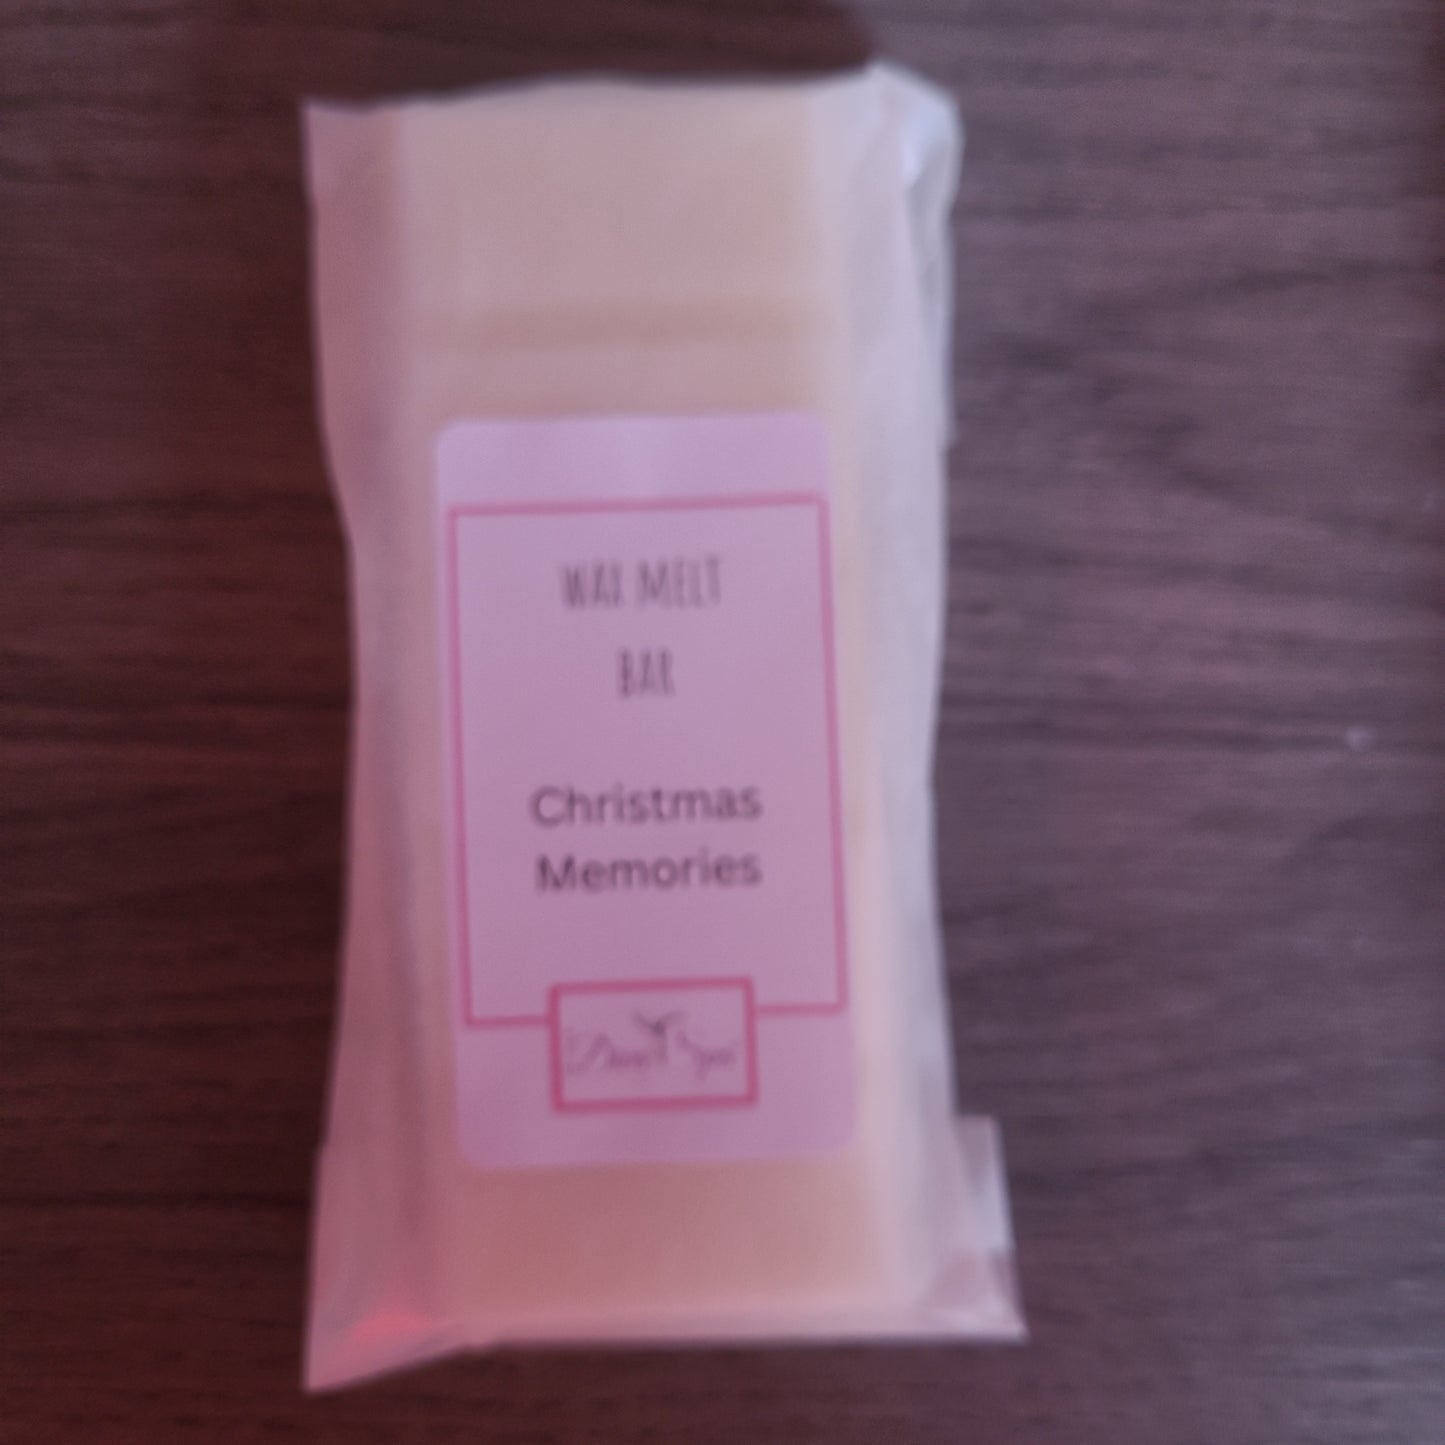 WAX MELT
BAR
Christmas
Memories